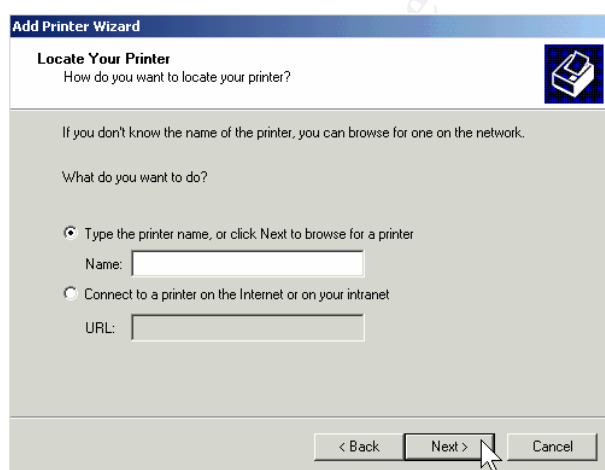 Add Printer Wizard
Locate Your Printer
How do you want to locate your printer?
If you don't know the name of the printer, you can browse for one on the network.
What do you want to do?
Type the printer name, or click Next to browse for a printer
Name:
Connect to a printer on the Internet or on your intranet
URL:
< Back Next > Cancel